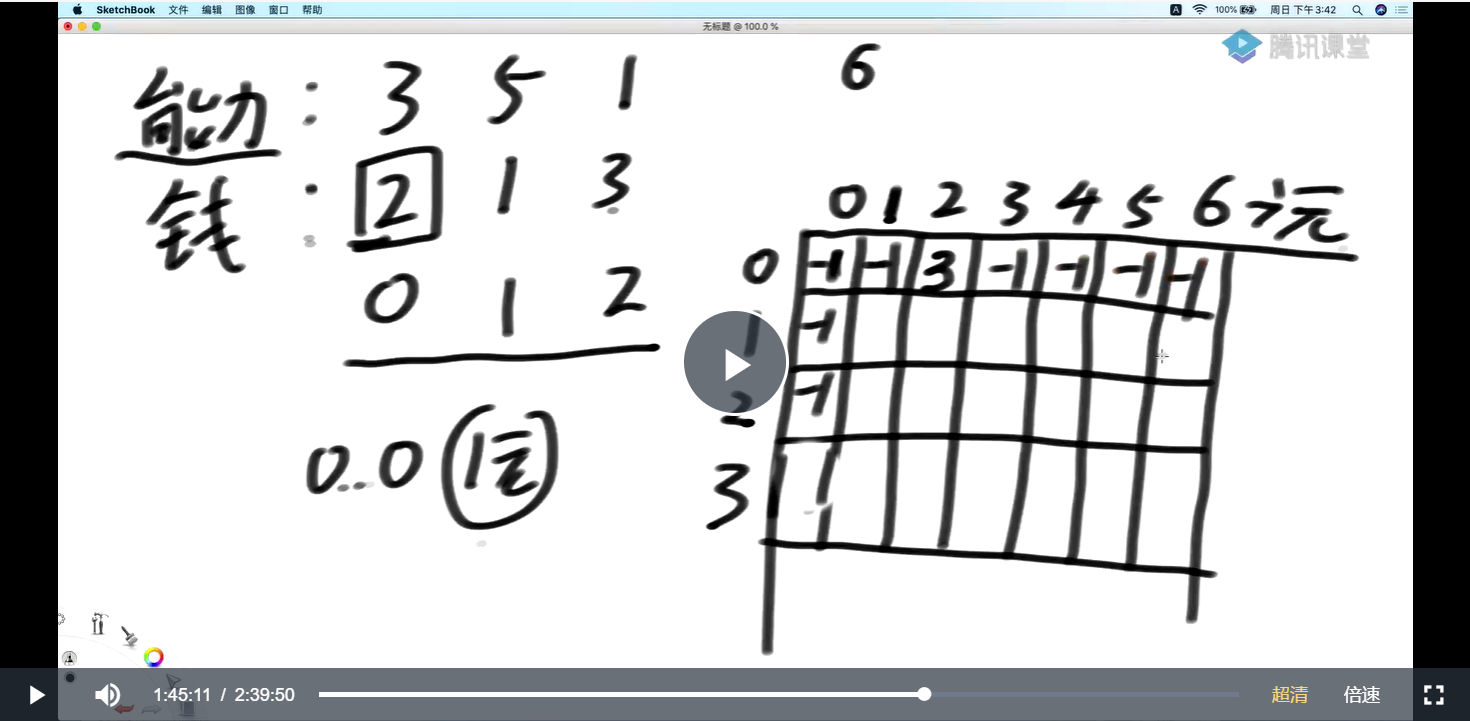 SketchBook 文件 编辑 图像 窗口 帮助 A 100% 周日 下午3:42
无标题 @ 100.0 %
腾讯课堂
能力: 3 5 1 6
钱: 2 1 3
0 1 2
0..0 1元
0 1 2 3 4 5 6 元
0 -1 -1 3 -1 -1 -1 -1
1 -1
2 -1
3
1:45:11 / 2:39:50 超清 倍速